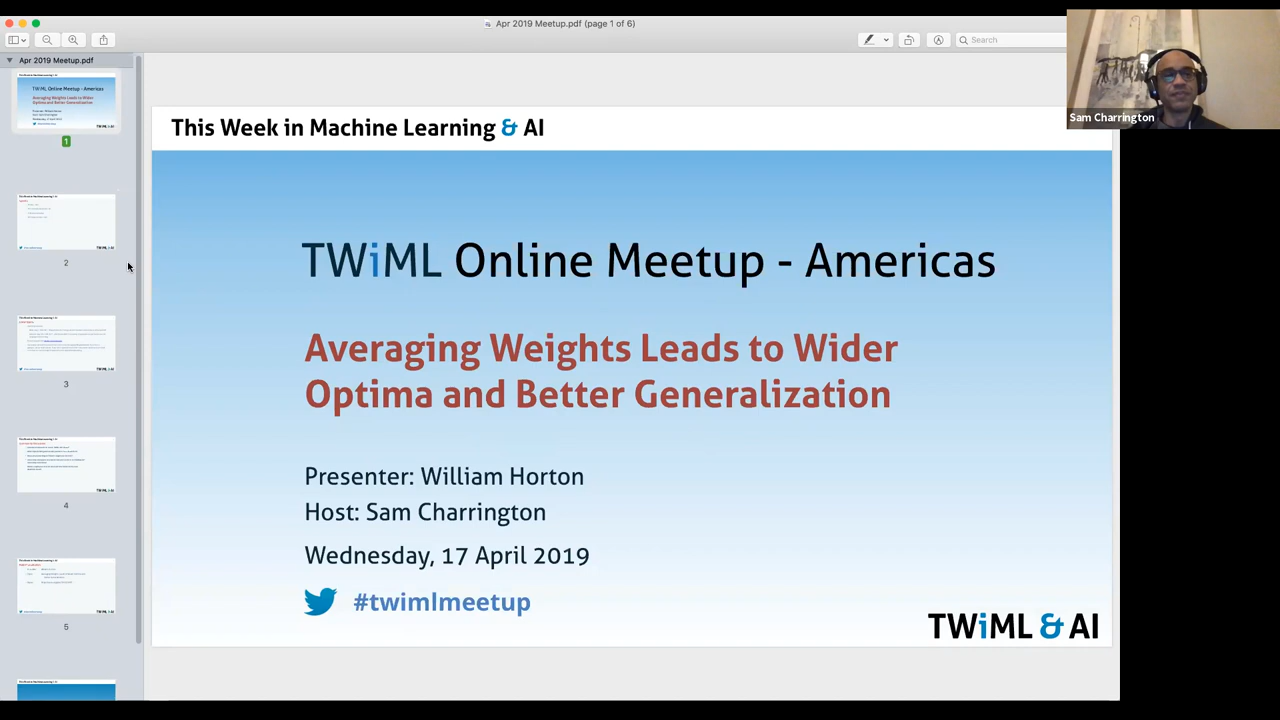 Apr 2019 Meetup.pdf (page 1 of 6)
Search
Apr 2019 Meetup.pdf
1
2
3
4
5
This Week in Machine Learning & AI
TWiML Online Meetup - Americas
Averaging Weights Leads to Wider
Optima and Better Generalization
Presenter: William Horton
Host: Sam Charrington
Wednesday, 17 April 2019
#twimlmeetup
TWiML & AI
Sam Charrington